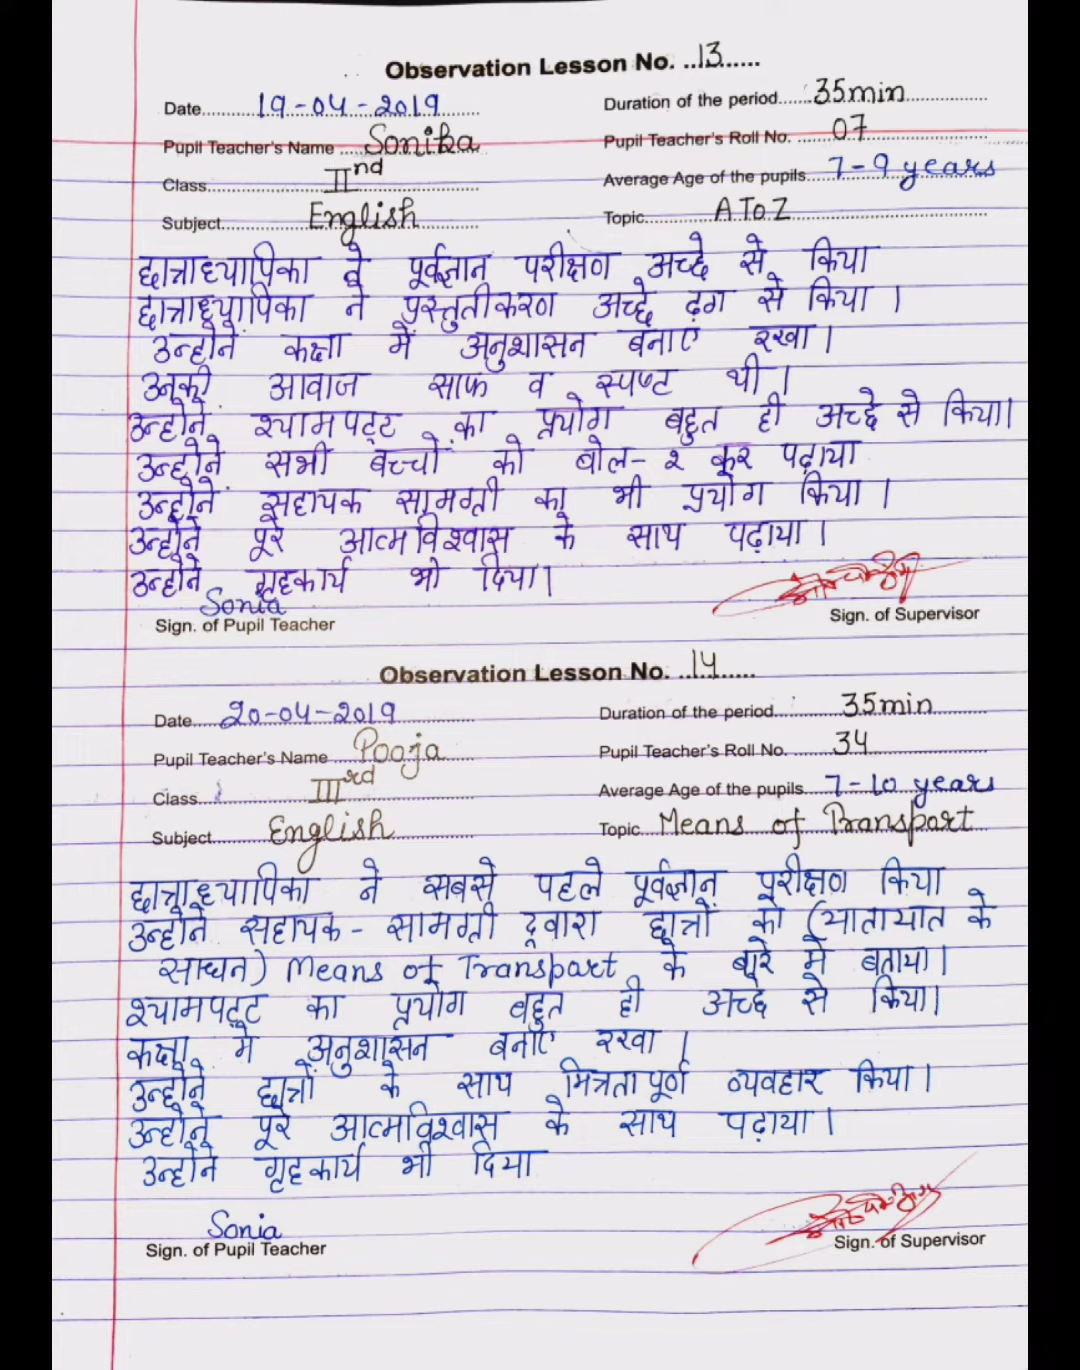 Observation Lesson No. ..13......
Date.....19-04-2019
Duration of the period.......35min
Pupil Teacher's Name ....Sonika
Pupil Teacher's Roll No. .....07
Class.....IInd
Average Age of the pupils....7-9 years
Subject.....English
Topic.....A To Z
छात्राध्यापिका ने पूर्वज्ञान परीक्षण अच्छे से किया
छात्राध्यापिका ने प्रस्तुतीकरण अच्छे ढ़ग से किया ।
उन्होने कक्षा में अनुशासन बनाए रखा ।
उनकी आवाज साफ व स्पष्ट थी ।
उन्होने श्यामपट्ट का प्रयोग बहुत ही अच्छे से किया।
उन्होने सभी बच्चों को बोल-२ कर पढ़ाया
उन्होने सहायक सामग्री का भी प्रयोग किया ।
उन्होने पूरे आत्मविश्वास के साथ पढ़ाया ।
उन्होने गृहकार्य भी दिया।
Sonia
Sign. of Pupil Teacher
Sign. of Supervisor
Observation Lesson No. ..14......
Date.....20-04-2019
Duration of the period.......35min
Pupil Teacher's Name ....Pooja
Pupil Teacher's Roll No. .....34
Class.....IIIrd
Average Age of the pupils....7-10 years
Subject.....English
Topic....Means of Transpart
छात्राध्यापिका ने सबसे पहले पूर्वज्ञान परीक्षण किया
उन्होने सहायक-सामग्री द्वारा छात्रों को (यातायात के
साधन) Means of Transpart के बारे मे बताया।
श्यामपट्ट का प्रयोग बहुत ही अच्छे से किया।
कक्षा मे अनुशासन बनाए रखा ।
उन्होने छात्रों के साथ मित्रतापूर्ण व्यवहार किया ।
उन्होने पूरे आत्मविश्वास के साथ पढ़ाया ।
उन्होने गृहकार्य भी दिया
Sonia
Sign. of Pupil Teacher
Sign. of Supervisor